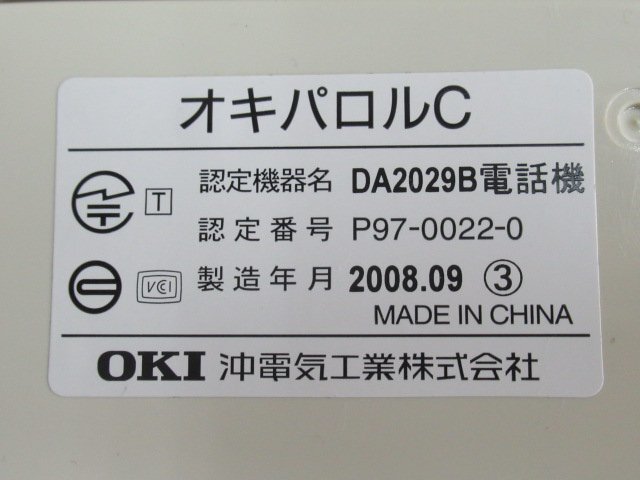 オキパロルC
T 認定機器名 DA2029B電話機
認定番号 P97-0022-0
VCCI 製造年月 2008.09 ③
MADE IN CHINA
OKI 沖電気工業株式会社